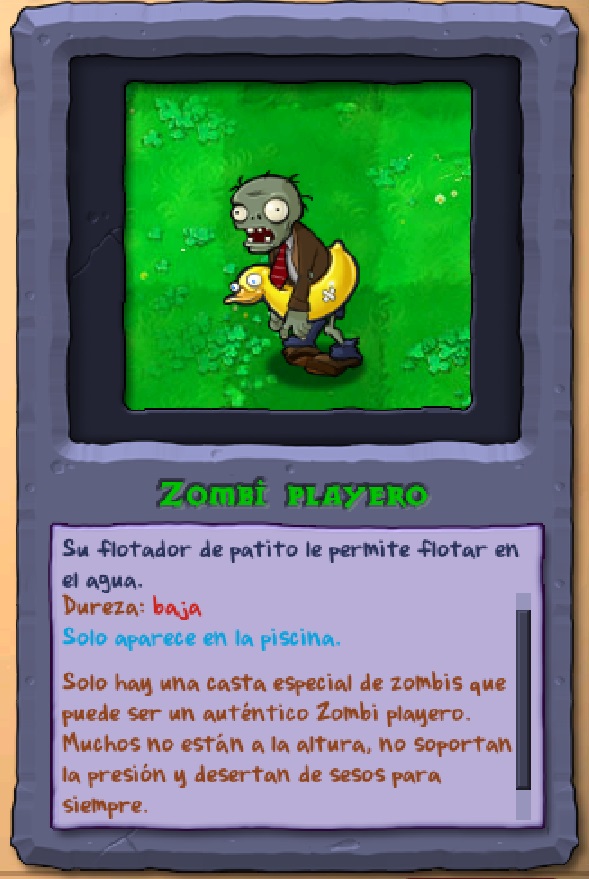 Zombi playero
Su flotador de patito le permite flotar en
el agua.
Dureza: baja
Solo aparece en la piscina.
Solo hay una casta especial de zombis que
puede ser un auténtico Zombi playero.
Muchos no están a la altura, no soportan
la presión y desertan de sesos para
siempre.